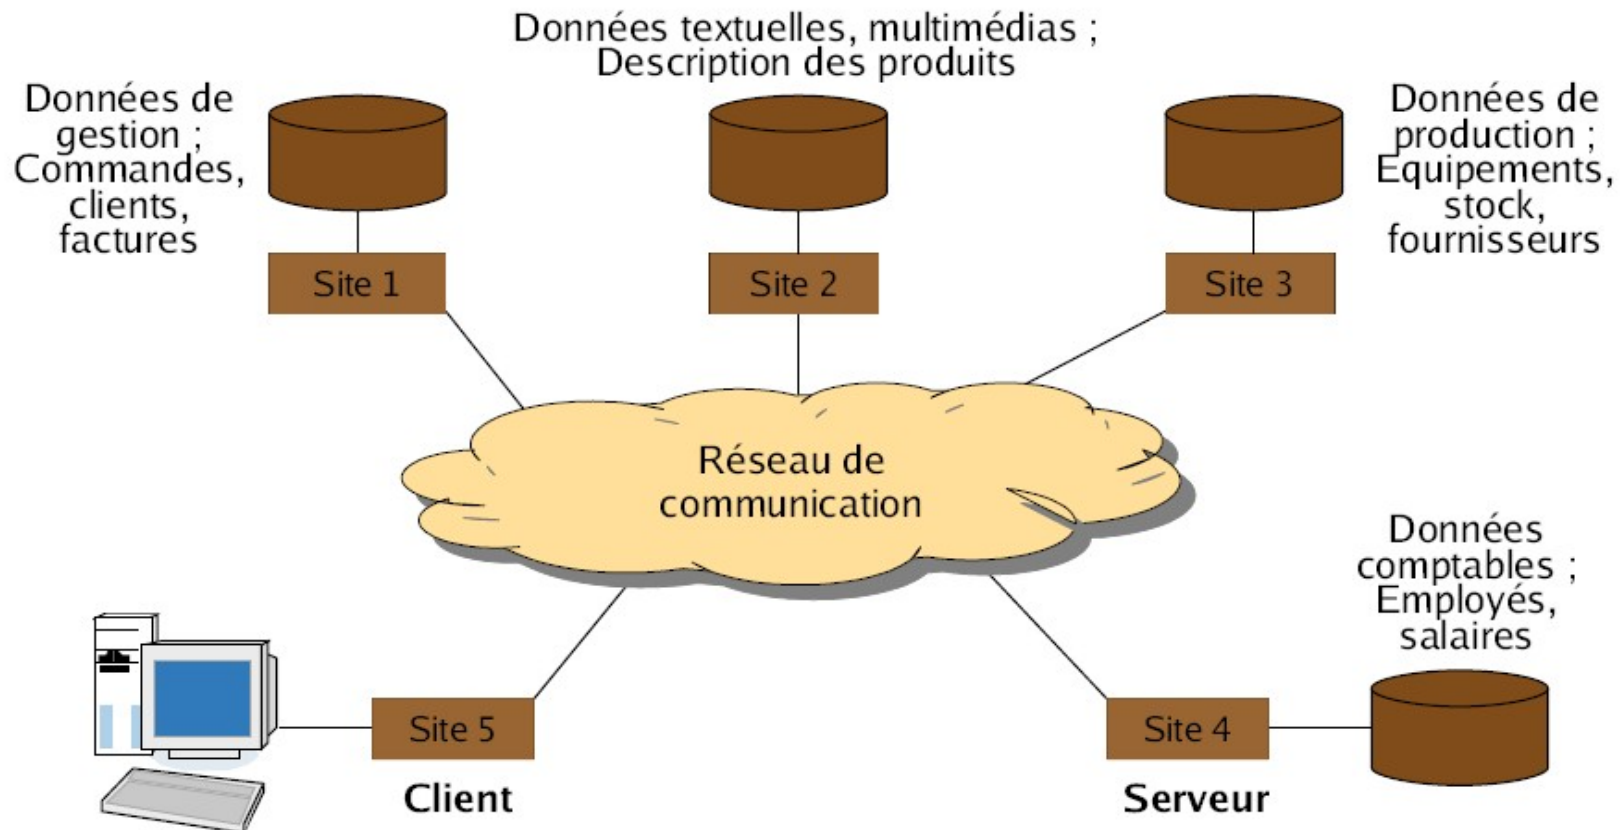 Données textuelles, multimédias ;
Description des produits
Données de
gestion ;
Commandes,
clients,
factures
Données de
production ;
Equipements,
stock,
fournisseurs
Site 1
Site 2
Site 3
Réseau de
communication
Données
comptables ;
Employés,
salaires
Site 5
Client
Site 4
Serveur